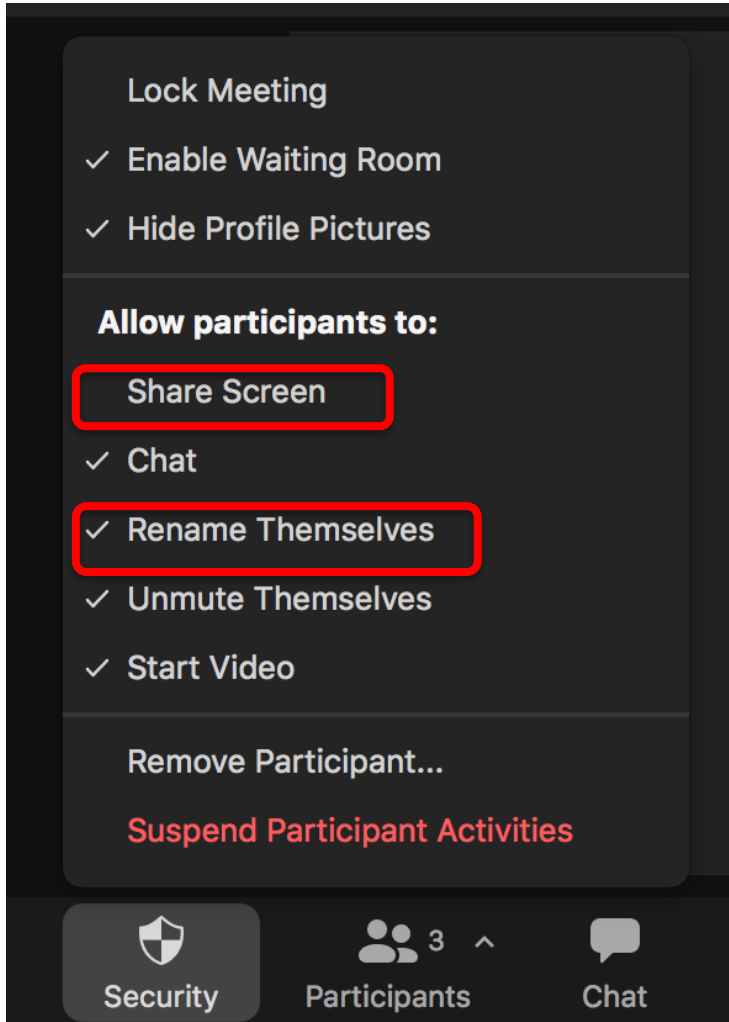 Lock Meeting
✓ Enable Waiting Room
✓ Hide Profile Pictures
Allow participants to:
Share Screen
✓ Chat
✓ Rename Themselves
✓ Unmute Themselves
✓ Start Video
Remove Participant...
Suspend Participant Activities
3
Security Participants Chat